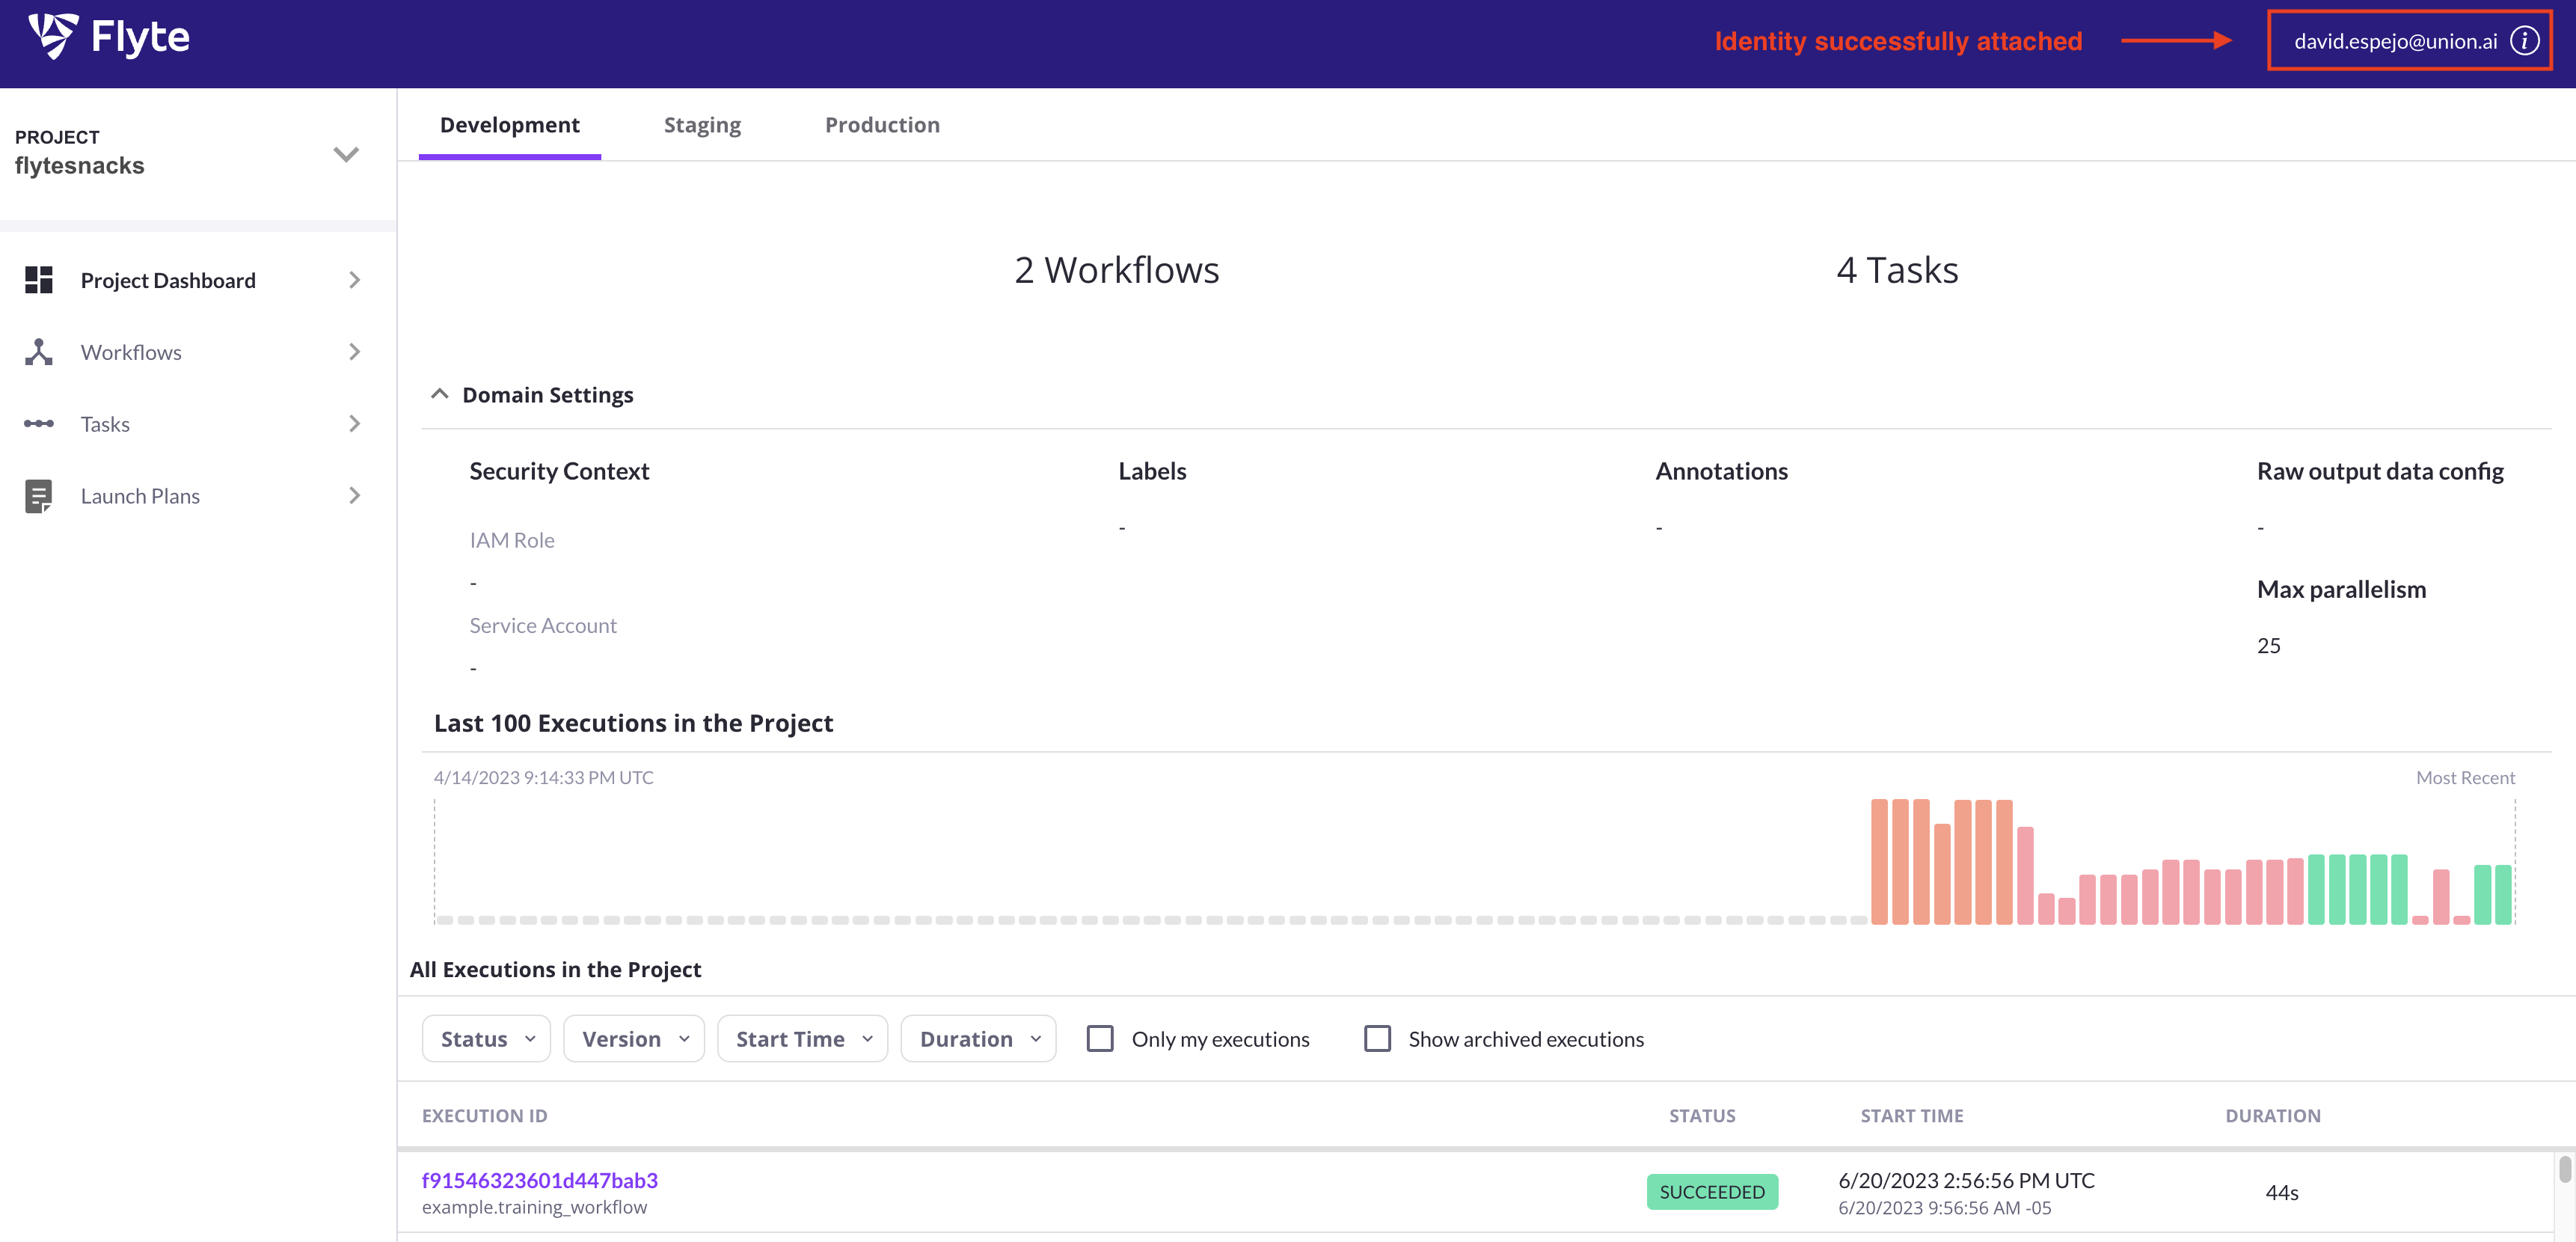 Flyte
Identity successfully attached
david.espejo@union.ai
PROJECT
flytesnacks
Project Dashboard
Workflows
Tasks
Launch Plans
Development Staging Production
2 Workflows 4 Tasks
Domain Settings
Security Context Labels Annotations Raw output data config
- - -
IAM Role
-
Max parallelism
Service Account
25
-
Last 100 Executions in the Project
4/14/2023 9:14:33 PM UTC Most Recent
All Executions in the Project
Status Version Start Time Duration Only my executions Show archived executions
EXECUTION ID STATUS START TIME DURATION
f91546323601d447bab3 SUCCEEDED 6/20/2023 2:56:56 PM UTC 44s
example.training_workflow 6/20/2023 9:56:56 AM -05